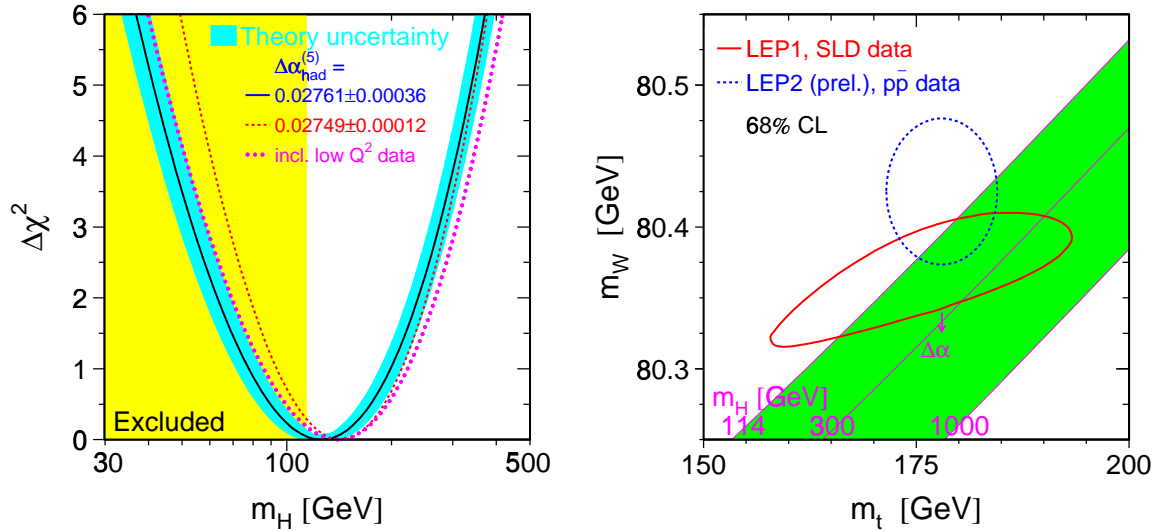 6
5
4
3
2
1
0
30
100
500
Δχ²
m_H [GeV]
Theory uncertainty
Δα_had^(5) =
0.02761±0.00036
0.02749±0.00012
incl. low Q² data
Excluded
80.5
80.4
80.3
150
175
200
m_W [GeV]
m_t [GeV]
LEP1, SLD data
LEP2 (prel.), pp̄ data
68% CL
Δα
m_H [GeV]
114 300 1000